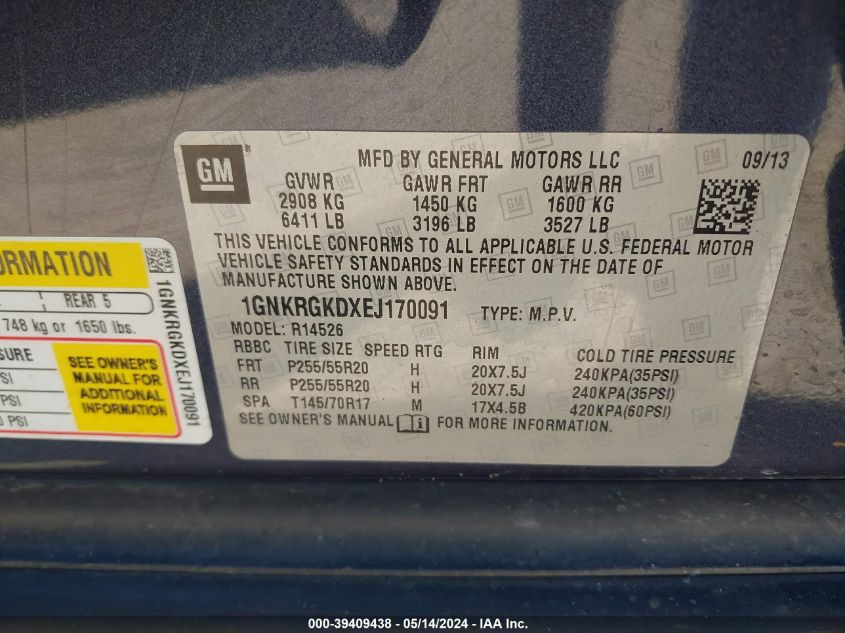 GM
MFD BY GENERAL MOTORS LLC 09/13
GVWR GAWR FRT GAWR RR
2908 KG 1450 KG 1600 KG
6411 LB 3196 LB 3527 LB
THIS VEHICLE CONFORMS TO ALL APPLICABLE U.S. FEDERAL MOTOR
VEHICLE SAFETY STANDARDS IN EFFECT ON THE DATE OF
MANUFACTURE SHOWN ABOVE.
1GNKRGKDXEJ170091 TYPE: M.P.V.
MODEL: R14526
RBBC TIRE SIZE SPEED RTG RIM COLD TIRE PRESSURE
FRT P255/55R20 H 20X7.5J 240KPA(35PSI)
RR P255/55R20 H 20X7.5J 240KPA(35PSI)
SPA T145/70R17 M 17X4.5B 420KPA(60PSI)
SEE OWNER'S MANUAL FOR MORE INFORMATION.
ORMATION
REAR 5
748 kg or 1650 lbs.
SURE
SEE OWNER'S
MANUAL FOR
ADDITIONAL
INFORMATION
PSI
PSI
0 PSI
1GNKRGKDXEJ170091
000-39409438 - 05/14/2024 - IAA Inc.